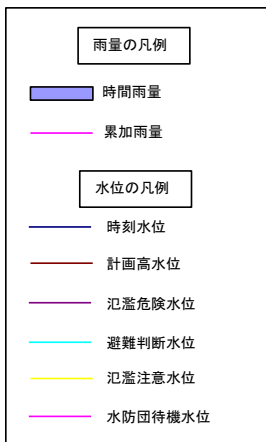 雨量の凡例
時間雨量
累加雨量
水位の凡例
時刻水位
計画高水位
氾濫危険水位
避難判断水位
氾濫注意水位
水防団待機水位